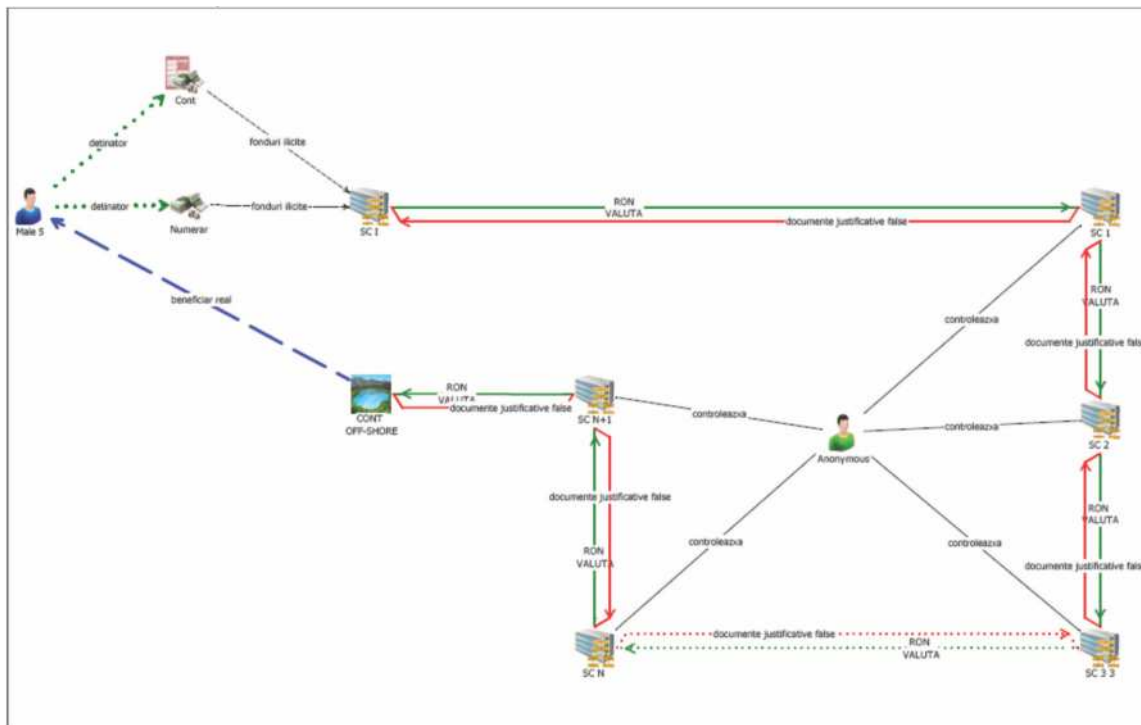 Cont
detinator
fonduri ilicite
detinator
fonduri ilicite
Male 5
Numerar
SC I
RON
VALUTA
documente justificative false
SC 1
RON
VALUTA
controleazxa
documente justificative fals
beneficiar real
RON
VALUTA
documente justificative false
CONT
OFF-SHORE
SC N+1
controleazxa
controleazxa
SC 2
Anonymous
documente justificative false
RON
VALUTA
RON
VALUTA
controleazxa
controleazxa
documente justificative fals
documente justificative false
RON
VALUTA
SC N
SC 3 3